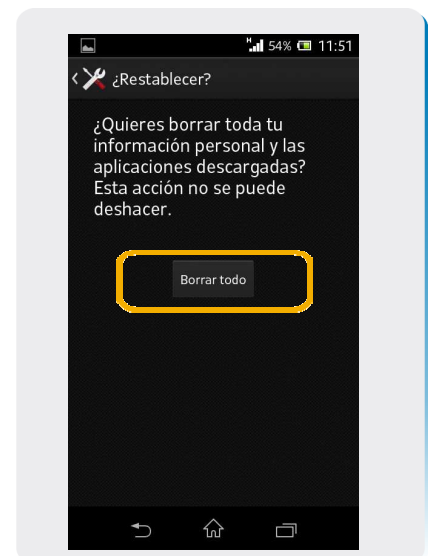 H 54% 11:51
¿Restablecer?
¿Quieres borrar toda tu
información personal y las
aplicaciones descargadas?
Esta acción no se puede
deshacer.
Borrar todo